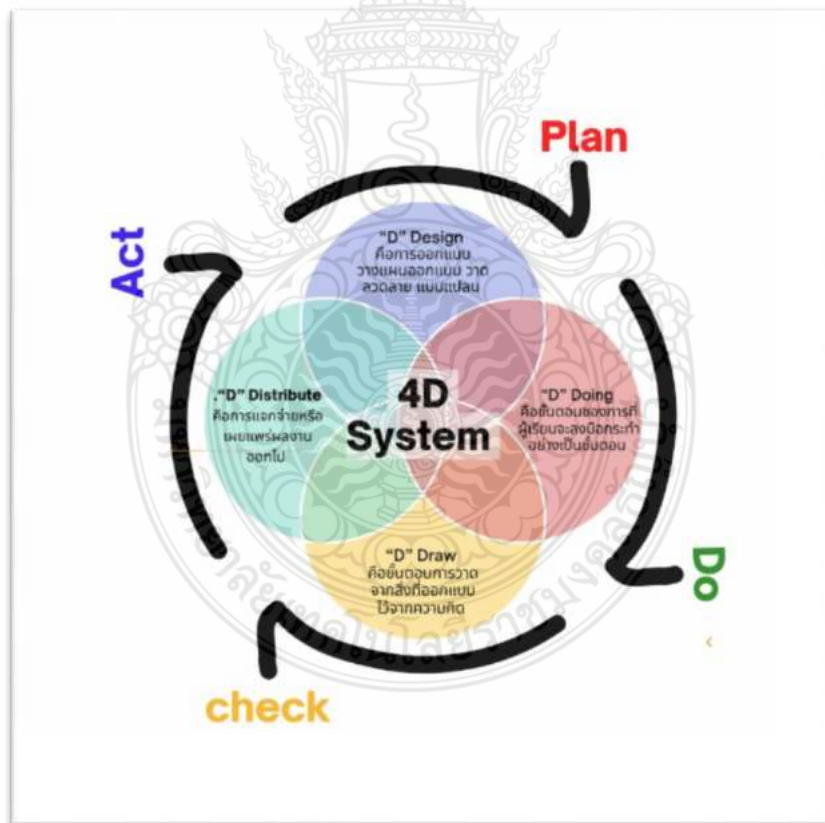 Plan
Act
"D" Design
คือการออกแบบ
วางแผนออกแบบ วาด
ลวดลาย แบบแปลน
."D" Distribute
คือการแจกจ่ายหรือ
เผยแพร่ผลงาน
ออกไป
4D
System
"D" Doing
คือขั้นตอนของการที่
ผู้เรียนจะลงมือกระทำ
อย่างเป็นขั้นตอน
"D" Draw
คือขั้นตอนการวาด
จากสิ่งที่ออกแบบ
ไว้จากความคิด
Do
check